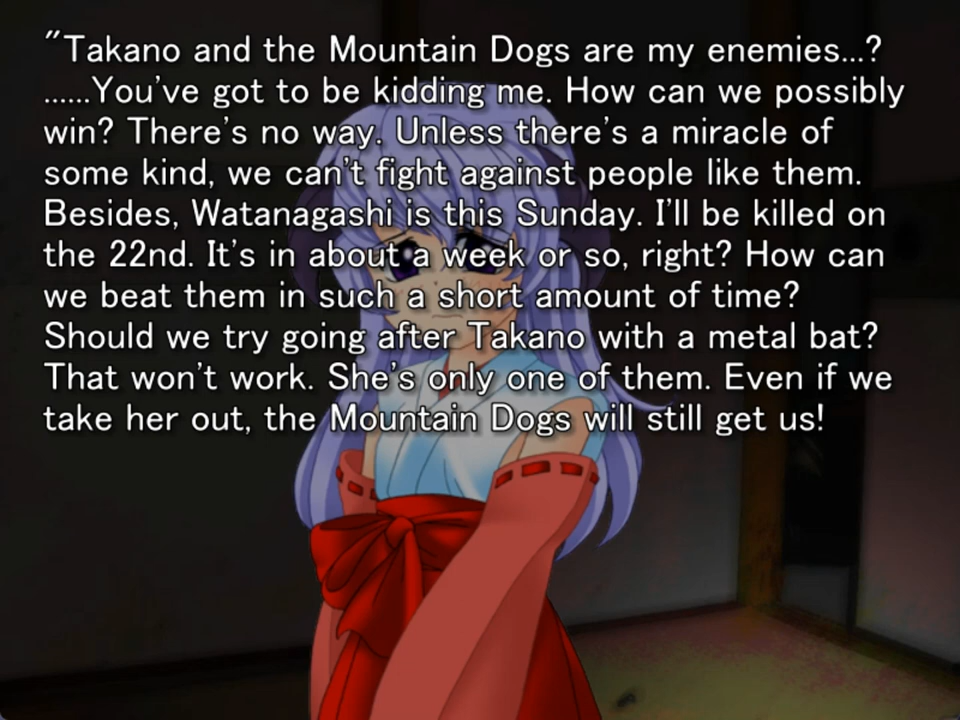 "Takano and the Mountain Dogs are my enemies...?
......You've got to be kidding me. How can we possibly
win? There's no way. Unless there's a miracle of
some kind, we can't fight against people like them.
Besides, Watanagashi is this Sunday. I'll be killed on
the 22nd. It's in about a week or so, right? How can
we beat them in such a short amount of time?
Should we try going after Takano with a metal bat?
That won't work. She's only one of them. Even if we
take her out, the Mountain Dogs will still get us!